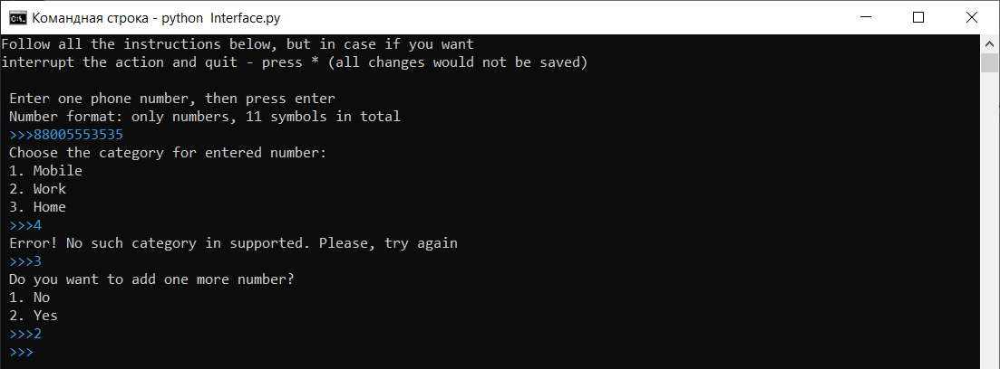 Командная строка - python Interface.py
Follow all the instructions below, but in case if you want
interrupt the action and quit - press * (all changes would not be saved)
Enter one phone number, then press enter
Number format: only numbers, 11 symbols in total
>>>88005553535
Choose the category for entered number:
1. Mobile
2. Work
3. Home
>>>4
Error! No such category in supported. Please, try again
>>>3
Do you want to add one more number?
1. No
2. Yes
>>>2
>>>